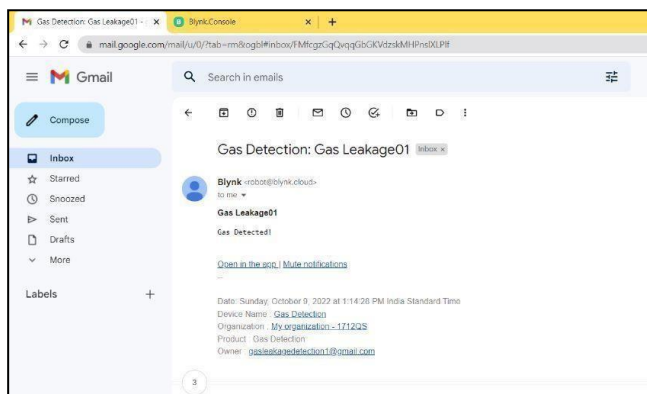 Gas Detection: Gas Leakage01 -
Blynk.Console
mail.google.com/mail/u/0/?tab=rm&ogbl#inbox/
Gmail
Search in emails
Compose
Gas Detection: Gas Leakage01 Inbox ×
Inbox
Starred
Snoozed
Sent
Drafts
More
Labels
Blynk <robot@blynk.cloud>
to me
Gas Leakage01
Gas Detected!
Open in the app | Mute notifications
--
Date: Sunday, October 9, 2022 at 1:14:28 PM India Standard Time
Device Name : Gas Detection
Organization : My organization - 1712QS
Product : Gas Detection
Owner : gasleakagedetection1@gmail.com
3